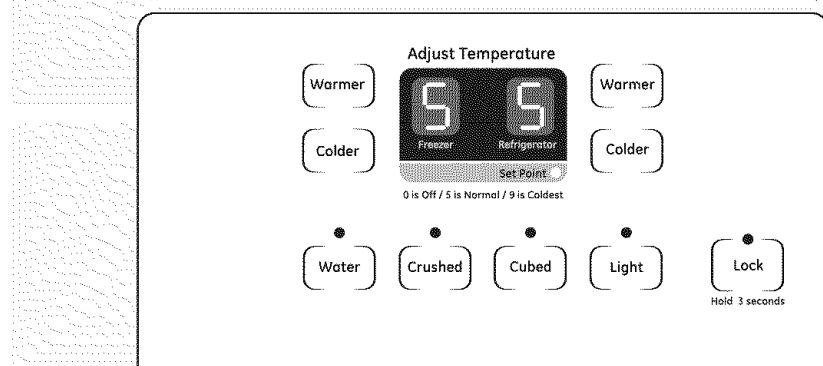 Adjust Temperature
Warmer
5 5
Warmer
Colder
Freezer Refrigerator
Colder
Set Point
0 is Off / 5 is Normal / 9 is Coldest
Water
Crushed
Cubed
Light
Lock
Hold 3 seconds